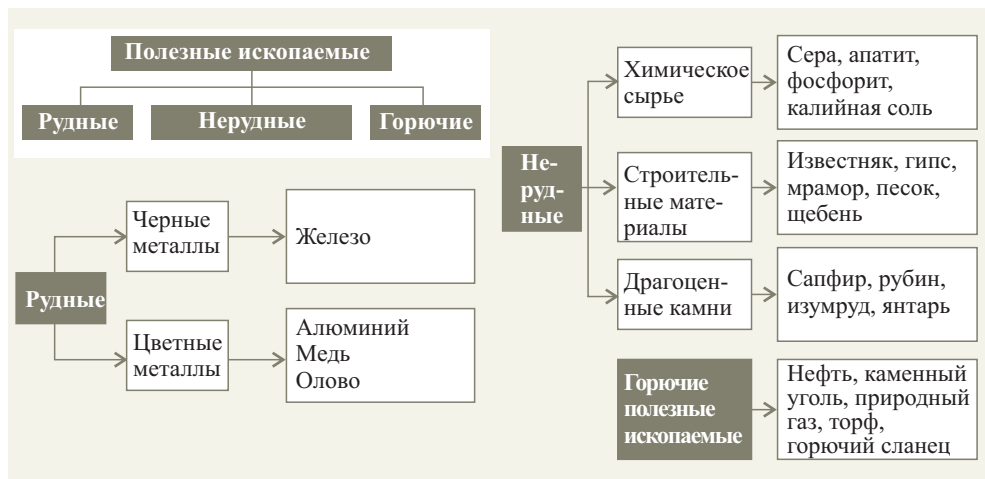 Полезные ископаемые
Рудные
Нерудные
Горючие
Рудные
Черные
металлы
Железо
Цветные
металлы
Алюминий
Медь
Олово
Не-
руд-
ные
Химическое
сырье
Сера, апатит,
фосфорит,
калийная соль
Строитель-
ные мате-
риалы
Известняк, гипс,
мрамор, песок,
щебень
Драгоцен-
ные камни
Сапфир, рубин,
изумруд, янтарь
Горючие
полезные
ископаемые
Нефть, каменный
уголь, природный
газ, торф,
горючий сланец